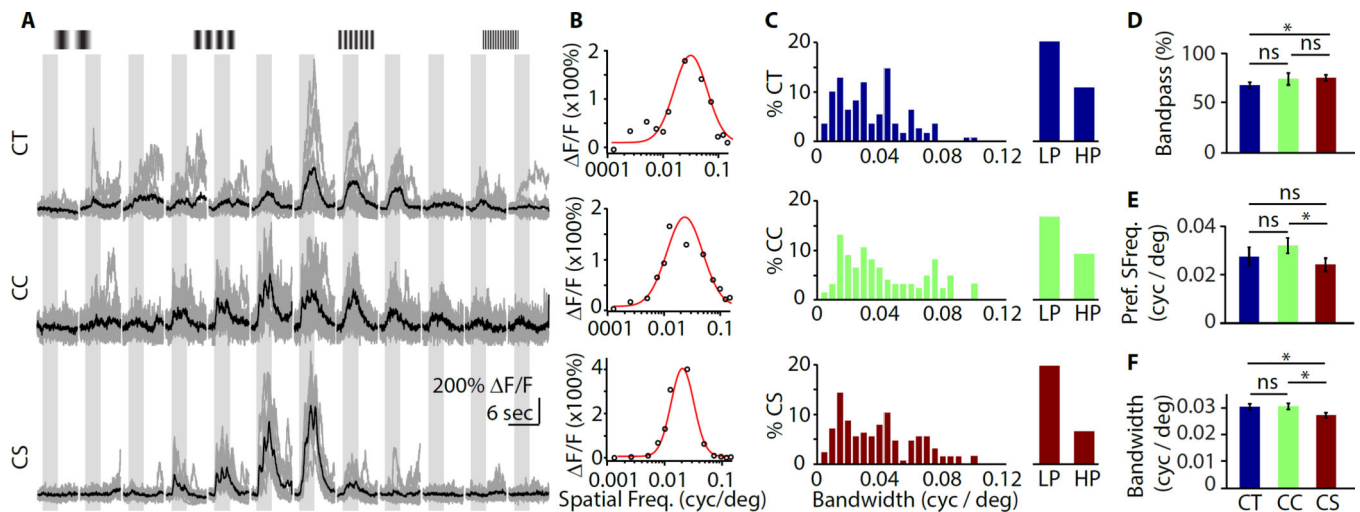 A
CT
CC
CS
200% ΔF/F
6 sec
B
ΔF/F (x100%)
2
1
0
0001
0.01
0.1
ΔF/F (x100%)
2
1
0
0001
0.01
0.1
ΔF/F (x100%)
4
2
0
0001
0.01
0.1
Spatial Freq. (cyc/deg)
C
% CT
20
10
0
0
0.04
0.08
0.12
LP
HP
% CC
20
10
0
0
0.04
0.08
0.12
LP
HP
% CS
20
10
0
0
0.04
0.08
0.12
LP
HP
Bandwidth (cyc / deg)
D
Bandpass (%)
100
50
0
*
ns
ns
E
Pref. SFreq.
(cyc / deg)
0.04
0.02
0
ns
ns
*
F
Bandwidth
(cyc / deg)
0.03
0.02
0.01
0
*
ns
*
CT
CC
CS